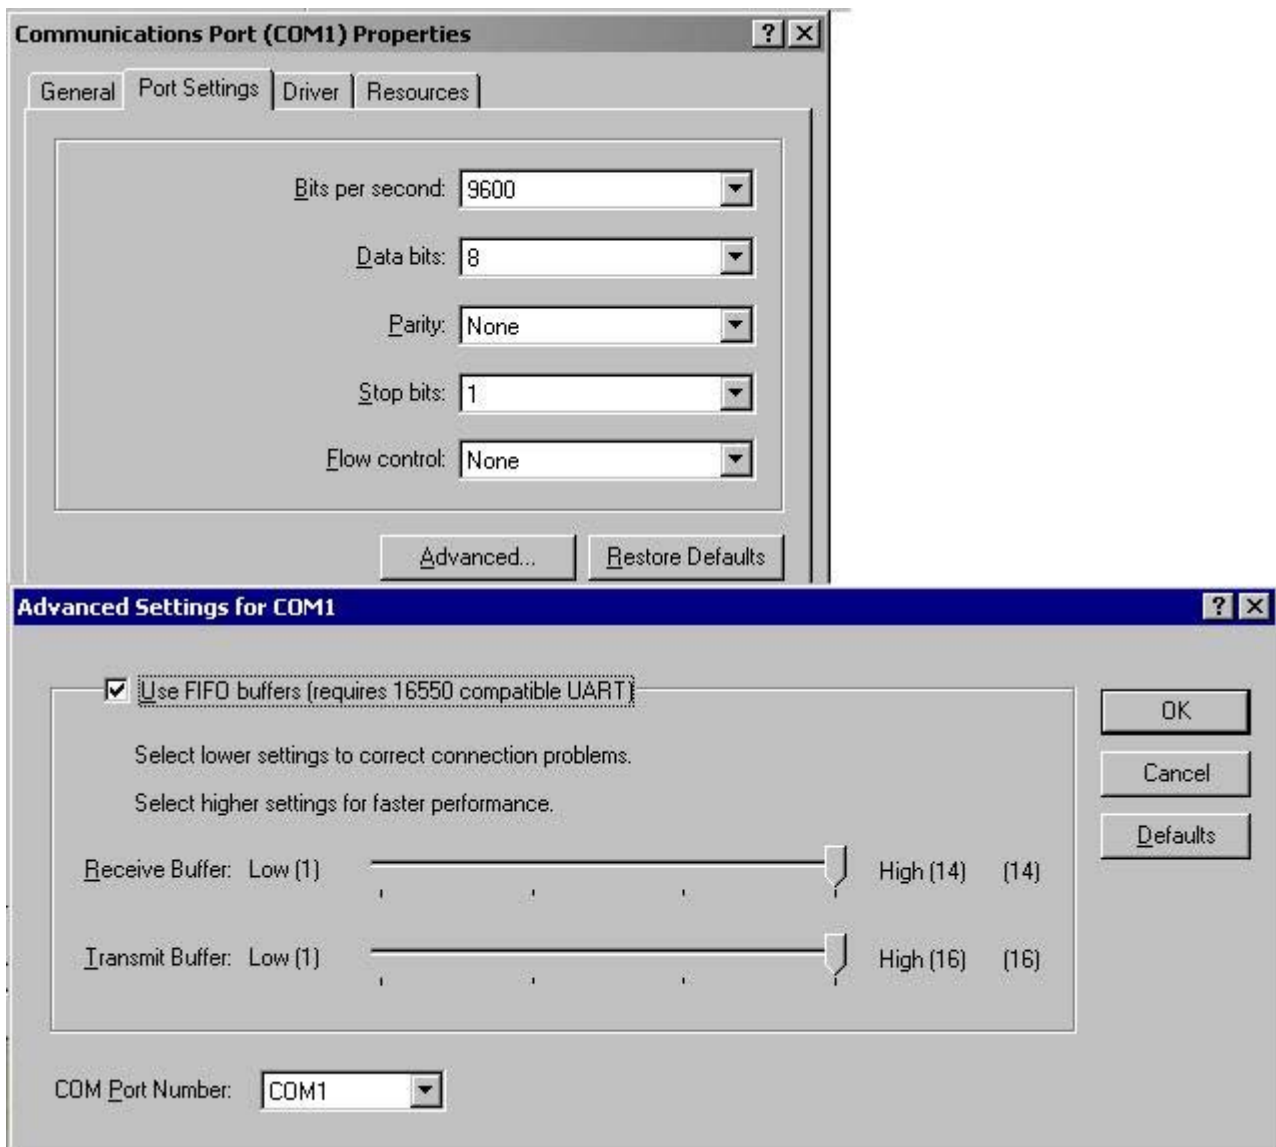 Communications Port (COM1) Properties
General Port Settings Driver Resources
Bits per second: 9600
Data bits: 8
Parity: None
Stop bits: 1
Flow control: None
Advanced... Restore Defaults
Advanced Settings for COM1
Use FIFO buffers (requires 16550 compatible UART)
OK
Select lower settings to correct connection problems.
Cancel
Select higher settings for faster performance.
Defaults
Receive Buffer: Low (1) High (14) (14)
Transmit Buffer: Low (1) High (16) (16)
COM Port Number: COM1